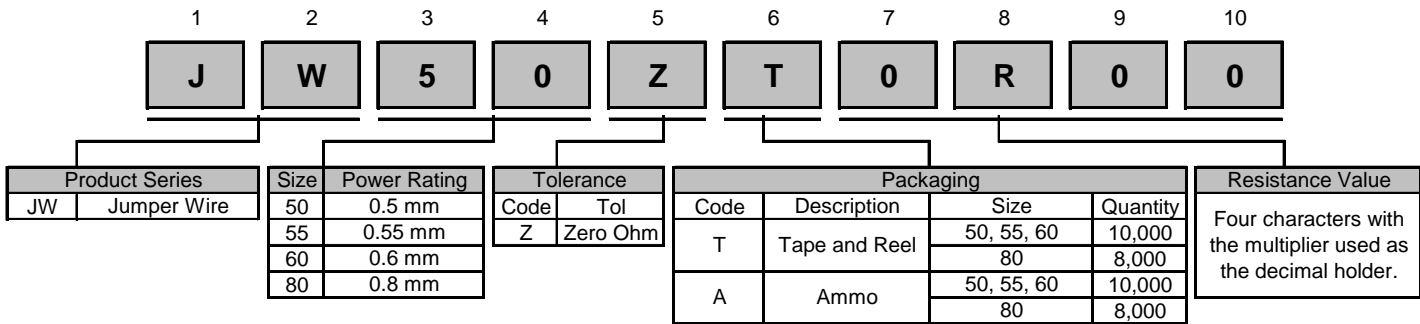 1 2 3 4 5 6 7 8 9 10
J W 5 0 Z T 0 R 0 0
Product Series
JW Jumper Wire
Size Power Rating
50 0.5 mm
55 0.55 mm
60 0.6 mm
80 0.8 mm
Tolerance
Code Tol
Z Zero Ohm
Packaging
Code Description Size Quantity
T Tape and Reel 50, 55, 60 10,000
80 8,000
A Ammo 50, 55, 60 10,000
80 8,000
Resistance Value
Four characters with
the multiplier used as
the decimal holder.